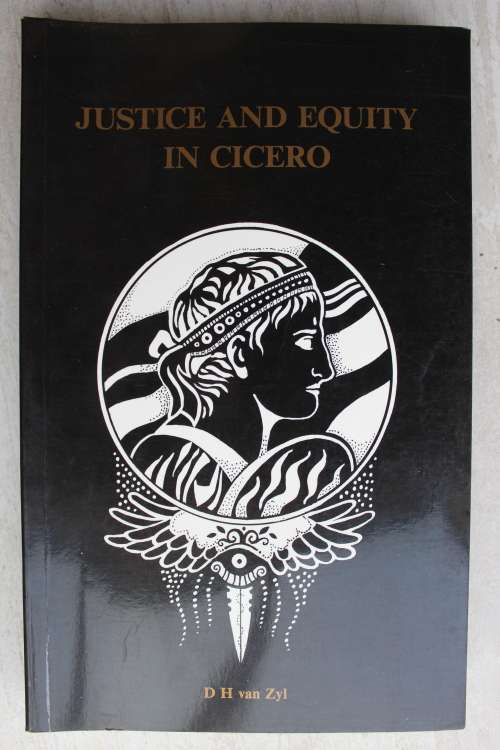 JUSTICE AND EQUITY
IN CICERO
D H van Zyl